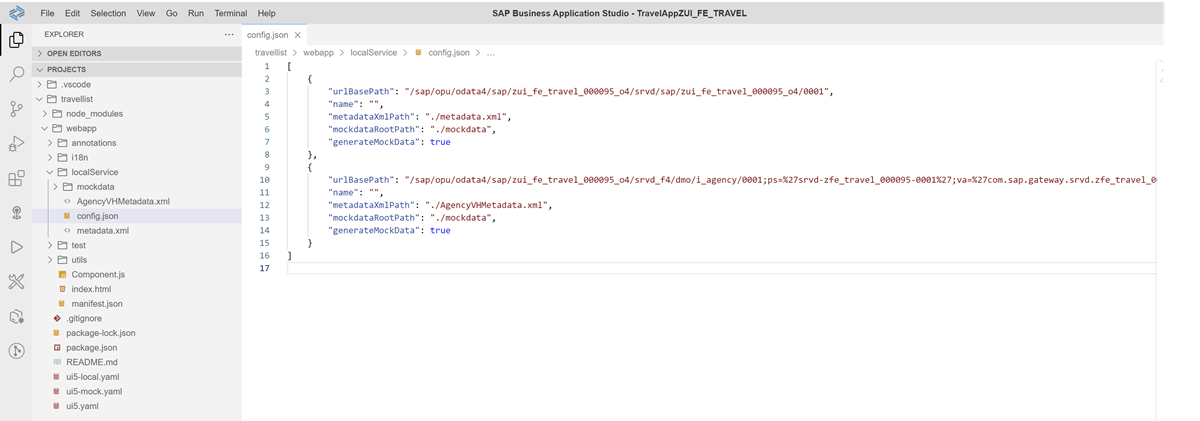 File Edit Selection View Go Run Terminal Help SAP Business Application Studio - TravelAppZUI_FE_TRAVEL
EXPLORER ...
OPEN EDITORS
PROJECTS
.vscode
travellist
node_modules
webapp
annotations
i18n
localService
mockdata
AgencyVHMetadata.xml
config.json
metadata.xml
test
utils
Component.js
index.html
manifest.json
.gitignore
package-lock.json
package.json
README.md
ui5-local.yaml
ui5-mock.yaml
ui5.yaml
config.json
travellist > webapp > localService > config.json > ...
1 [
2 {
3 "urlBasePath": "/sap/opu/odata4/sap/zui_fe_travel_000095_o4/srvd/sap/zui_fe_travel_000095_o4/0001",
4 "name": "",
5 "metadataXmlPath": "./metadata.xml",
6 "mockdataRootPath": "./mockdata",
7 "generateMockData": true
8 },
9 {
10 "urlBasePath": "/sap/opu/odata4/sap/zui_fe_travel_000095_o4/srvd_f4/dmo/i_agency/0001;ps=%27srvd-zfe_travel_000095-0001%27;va=%27com.sap.gateway.srvd.zfe_travel_0
11 "name": "",
12 "metadataXmlPath": "./AgencyVHMetadata.xml",
13 "mockdataRootPath": "./mockdata",
14 "generateMockData": true
15 }
16 ]
17